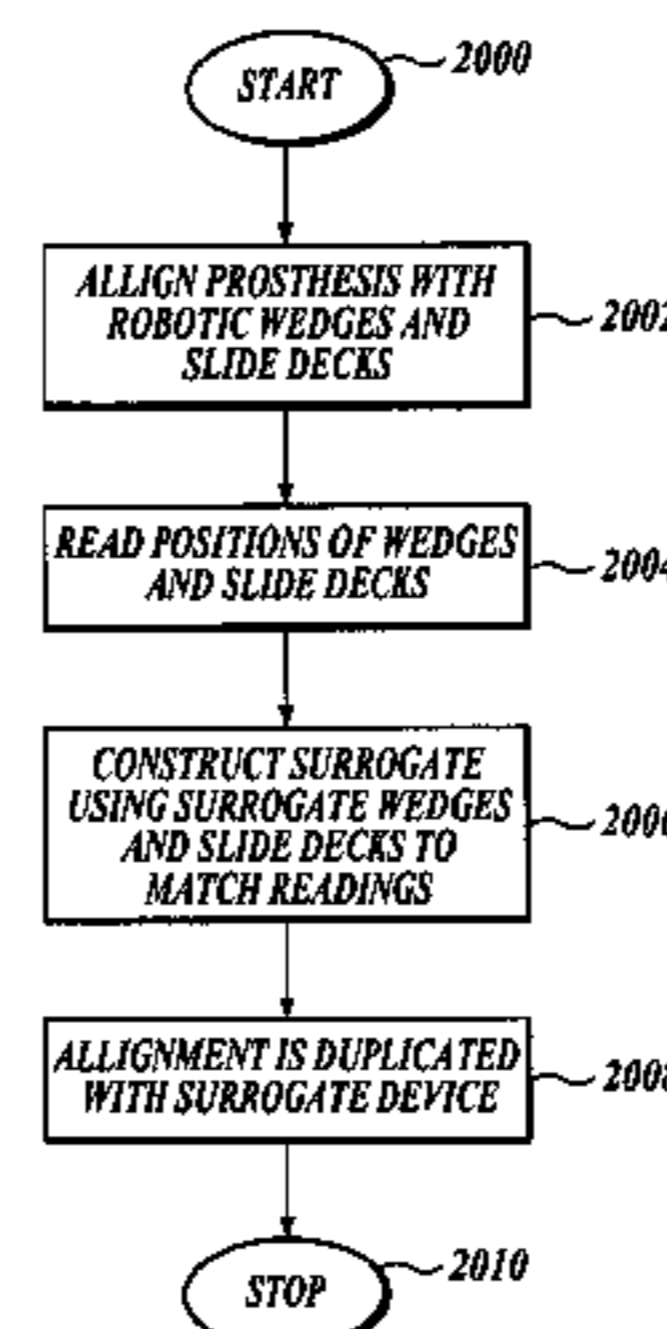 START
2000
ALLIGN PROSTHESIS WITH
ROBOTIC WEDGES AND
SLIDE DECKS
2002
READ POSITIONS OF WEDGES
AND SLIDE DECKS
2004
CONSTRUCT SURROGATE
USING SURROGATE WEDGES
AND SLIDE DECKS TO
MATCH READINGS
2006
ALLIGNMENT IS DUPLICATED
WITH SURROGATE DEVICE
2008
STOP
2010